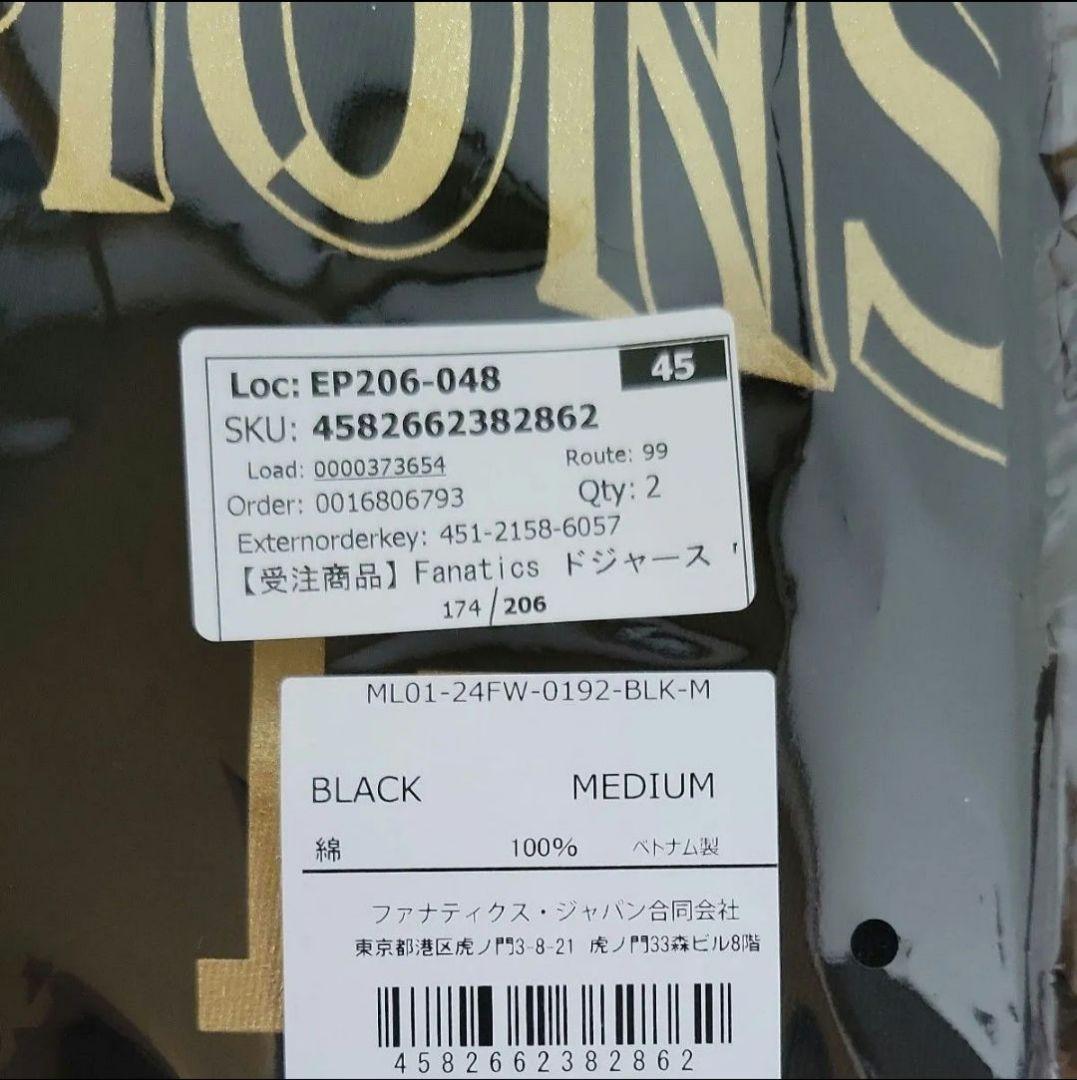 IONS
Loc: EP206-048
45
SKU: 4582662382862
Load: 0000373654
Route: 99
Order: 0016806793
Qty: 2
Externorderkey: 451-2158-6057
【受注商品】Fanatics ドジャース
174/206
ML01-24FW-0192-BLK-M
BLACK MEDIUM
綿 100% ベトナム製
ファナティクス・ジャパン合同会社
東京都港区虎ノ門3-8-21 虎ノ門33森ビル8階
4582662382862